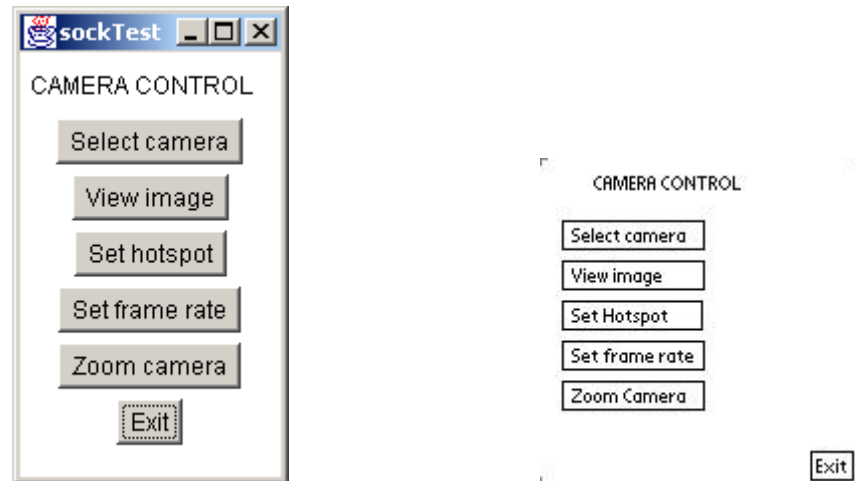 sockTest
CAMERA CONTROL
Select camera
View image
Set hotspot
Set frame rate
Zoom camera
Exit
CAMERA CONTROL
Select camera
View image
Set Hotspot
Set frame rate
Zoom Camera
Exit